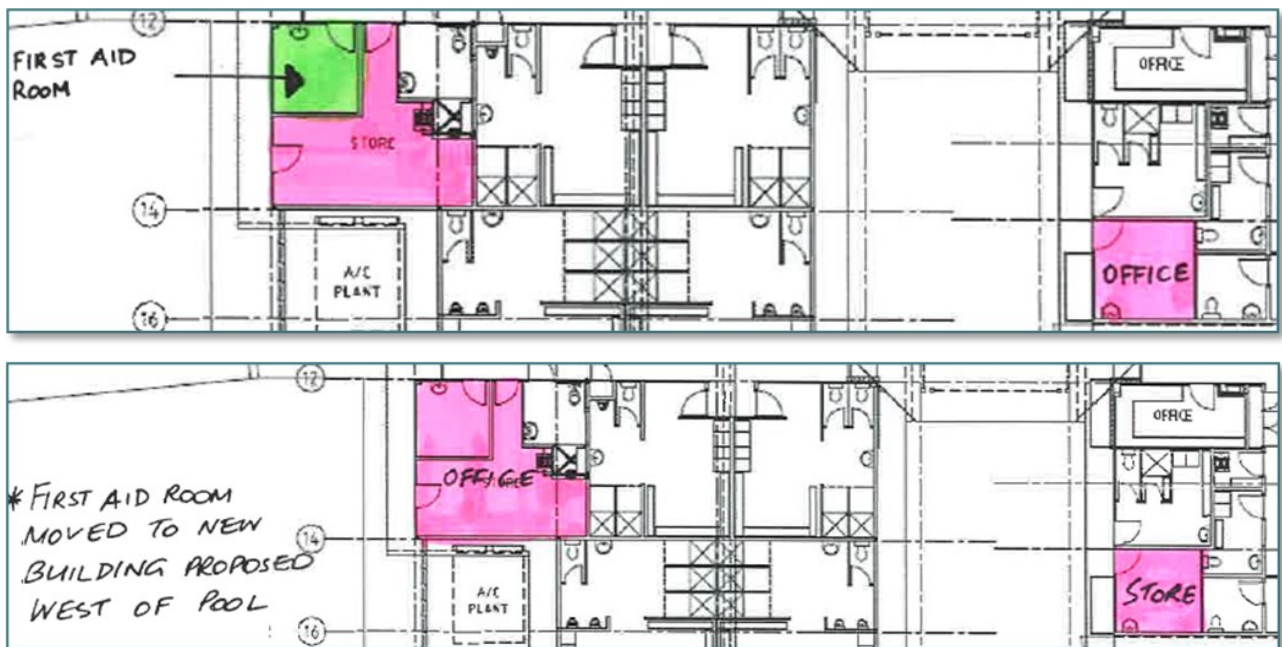 12
FIRST AID
ROOM
OFFICE
STORE
14
OFFICE
A/C
PLANT
16
12
OFFICE
OFFICE
* FIRST AID ROOM
MOVED TO NEW
BUILDING PROPOSED
WEST OF POOL
14
A/C
PLANT
STORE
16